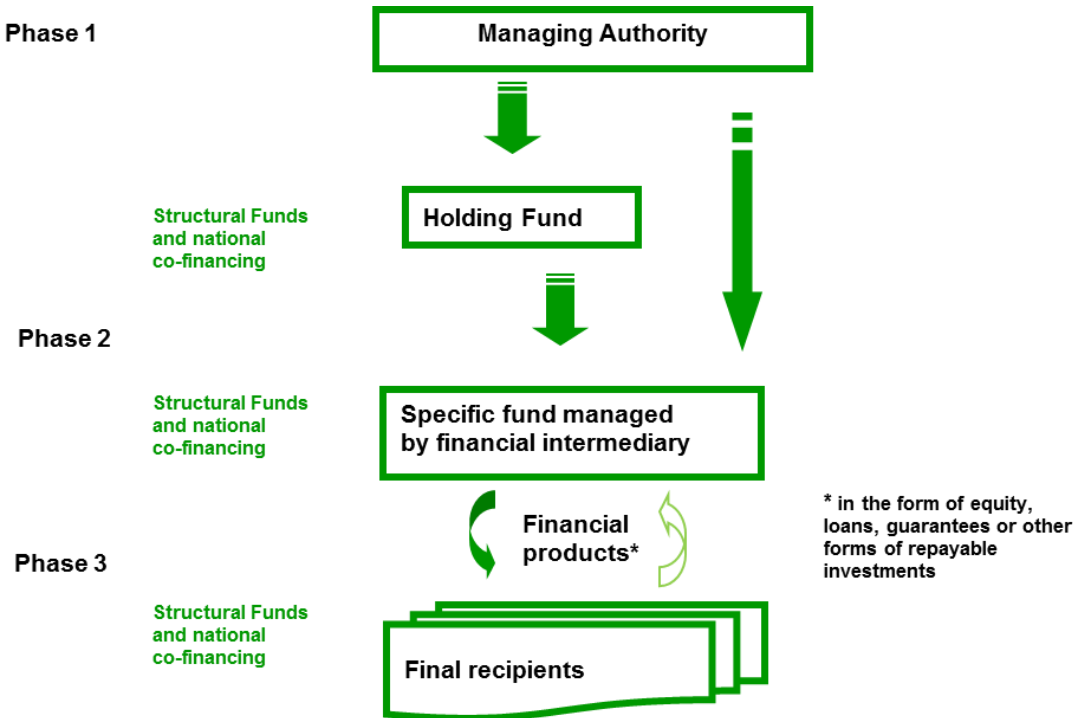 Phase 1
Managing Authority
Structural Funds
and national
co-financing
Holding Fund
Phase 2
Structural Funds
and national
co-financing
Specific fund managed
by financial intermediary
Financial
products*
* in the form of equity,
loans, guarantees or other
forms of repayable
investments
Phase 3
Structural Funds
and national
co-financing
Final recipients